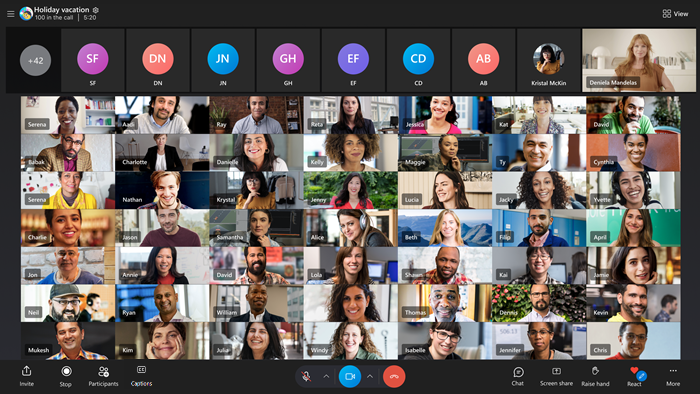 Holiday vacation
100 in the call | 5:20
View
+42
SF
DN
JN
GH
EF
CD
AB
SF
DN
JN
GH
EF
CD
AB
Kristal McKin
Deniela Mandelas
Serena
Aadi
Ray
Reta
Jessica
Kat
David
Babak
Charlotte
Danielle
Kelly
Maggie
Ty
Cynthia
Serena
Nathan
Krystal
Jenny
Lucia
Jacky
Yvette
Charlie
Jason
Samantha
Alice
Beth
Filip
April
Jon
Annie
David
Lola
Shawn
Kai
Jamie
Neil
Ryan
William
Thomas
Dennis
Kevin
Mukesh
Kim
Julia
Windy
Isabelle
Jennifer
Chris
Invite
Stop
Participants
Captions
Chat
Screen share
Raise hand
React
More